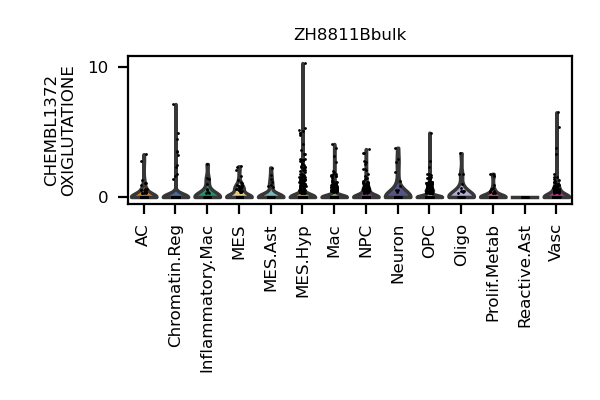 ZH8811Bbulk
CHEMBL1372
OXIGLUTATIONE
10
0
AC
Chromatin.Reg
Inflammatory.Mac
MES
MES.Ast
MES.Hyp
Mac
NPC
Neuron
OPC
Oligo
Prolif.Metab
Reactive.Ast
Vasc